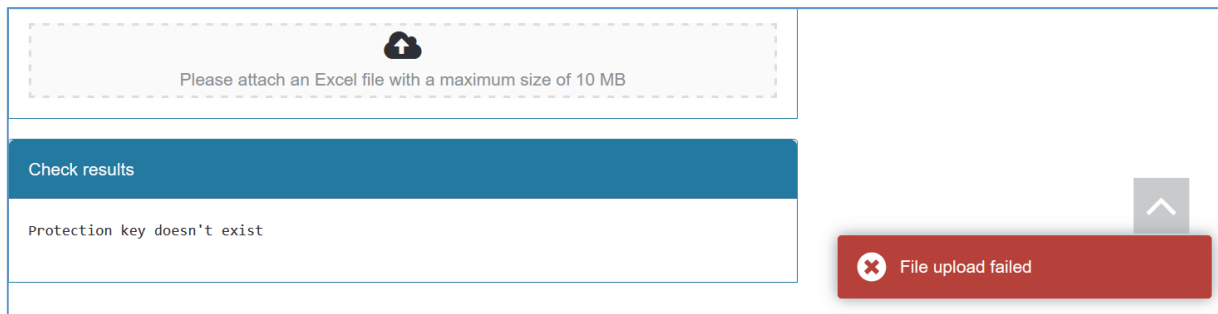 Please attach an Excel file with a maximum size of 10 MB
Check results
Protection key doesn't exist
File upload failed